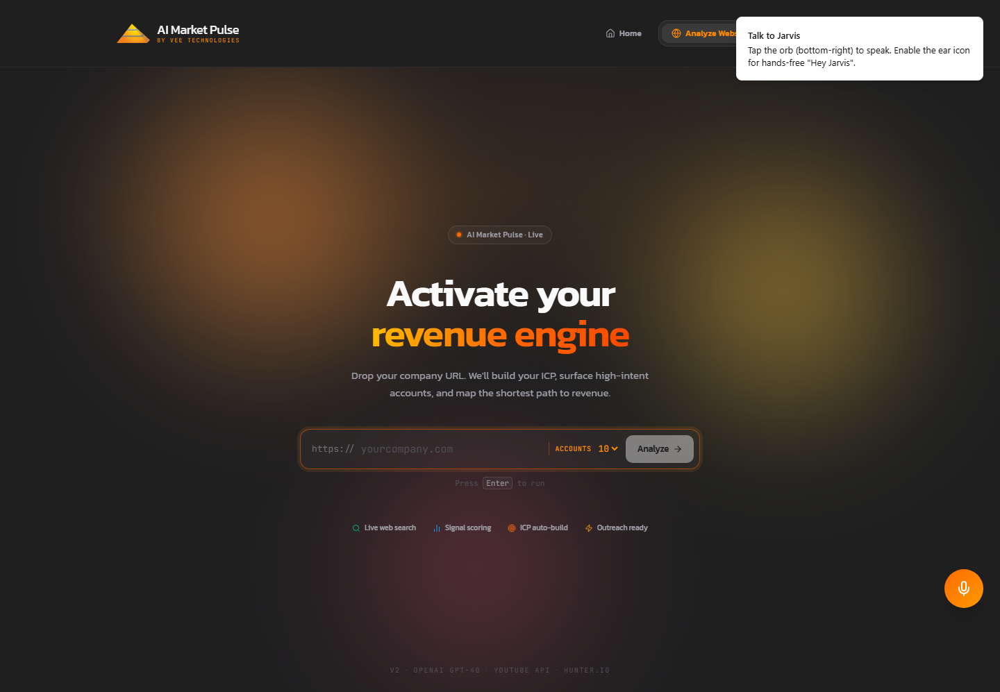 AI Market Pulse
BY VEE TECHNOLOGIES
Home
Analyze Webs
Talk to Jarvis
Tap the orb (bottom-right) to speak. Enable the ear icon
for hands-free "Hey Jarvis".
AI Market Pulse · Live
Activate your
revenue engine
Drop your company URL. We'll build your ICP, surface high-intent
accounts, and map the shortest path to revenue.
https:// yourcompany.com ACCOUNTS 10 Analyze →
Press Enter to run
Live web search Signal scoring ICP auto-build Outreach ready
V2 · OPENAI GPT-4O · YOUTUBE API · HUNTER.IO